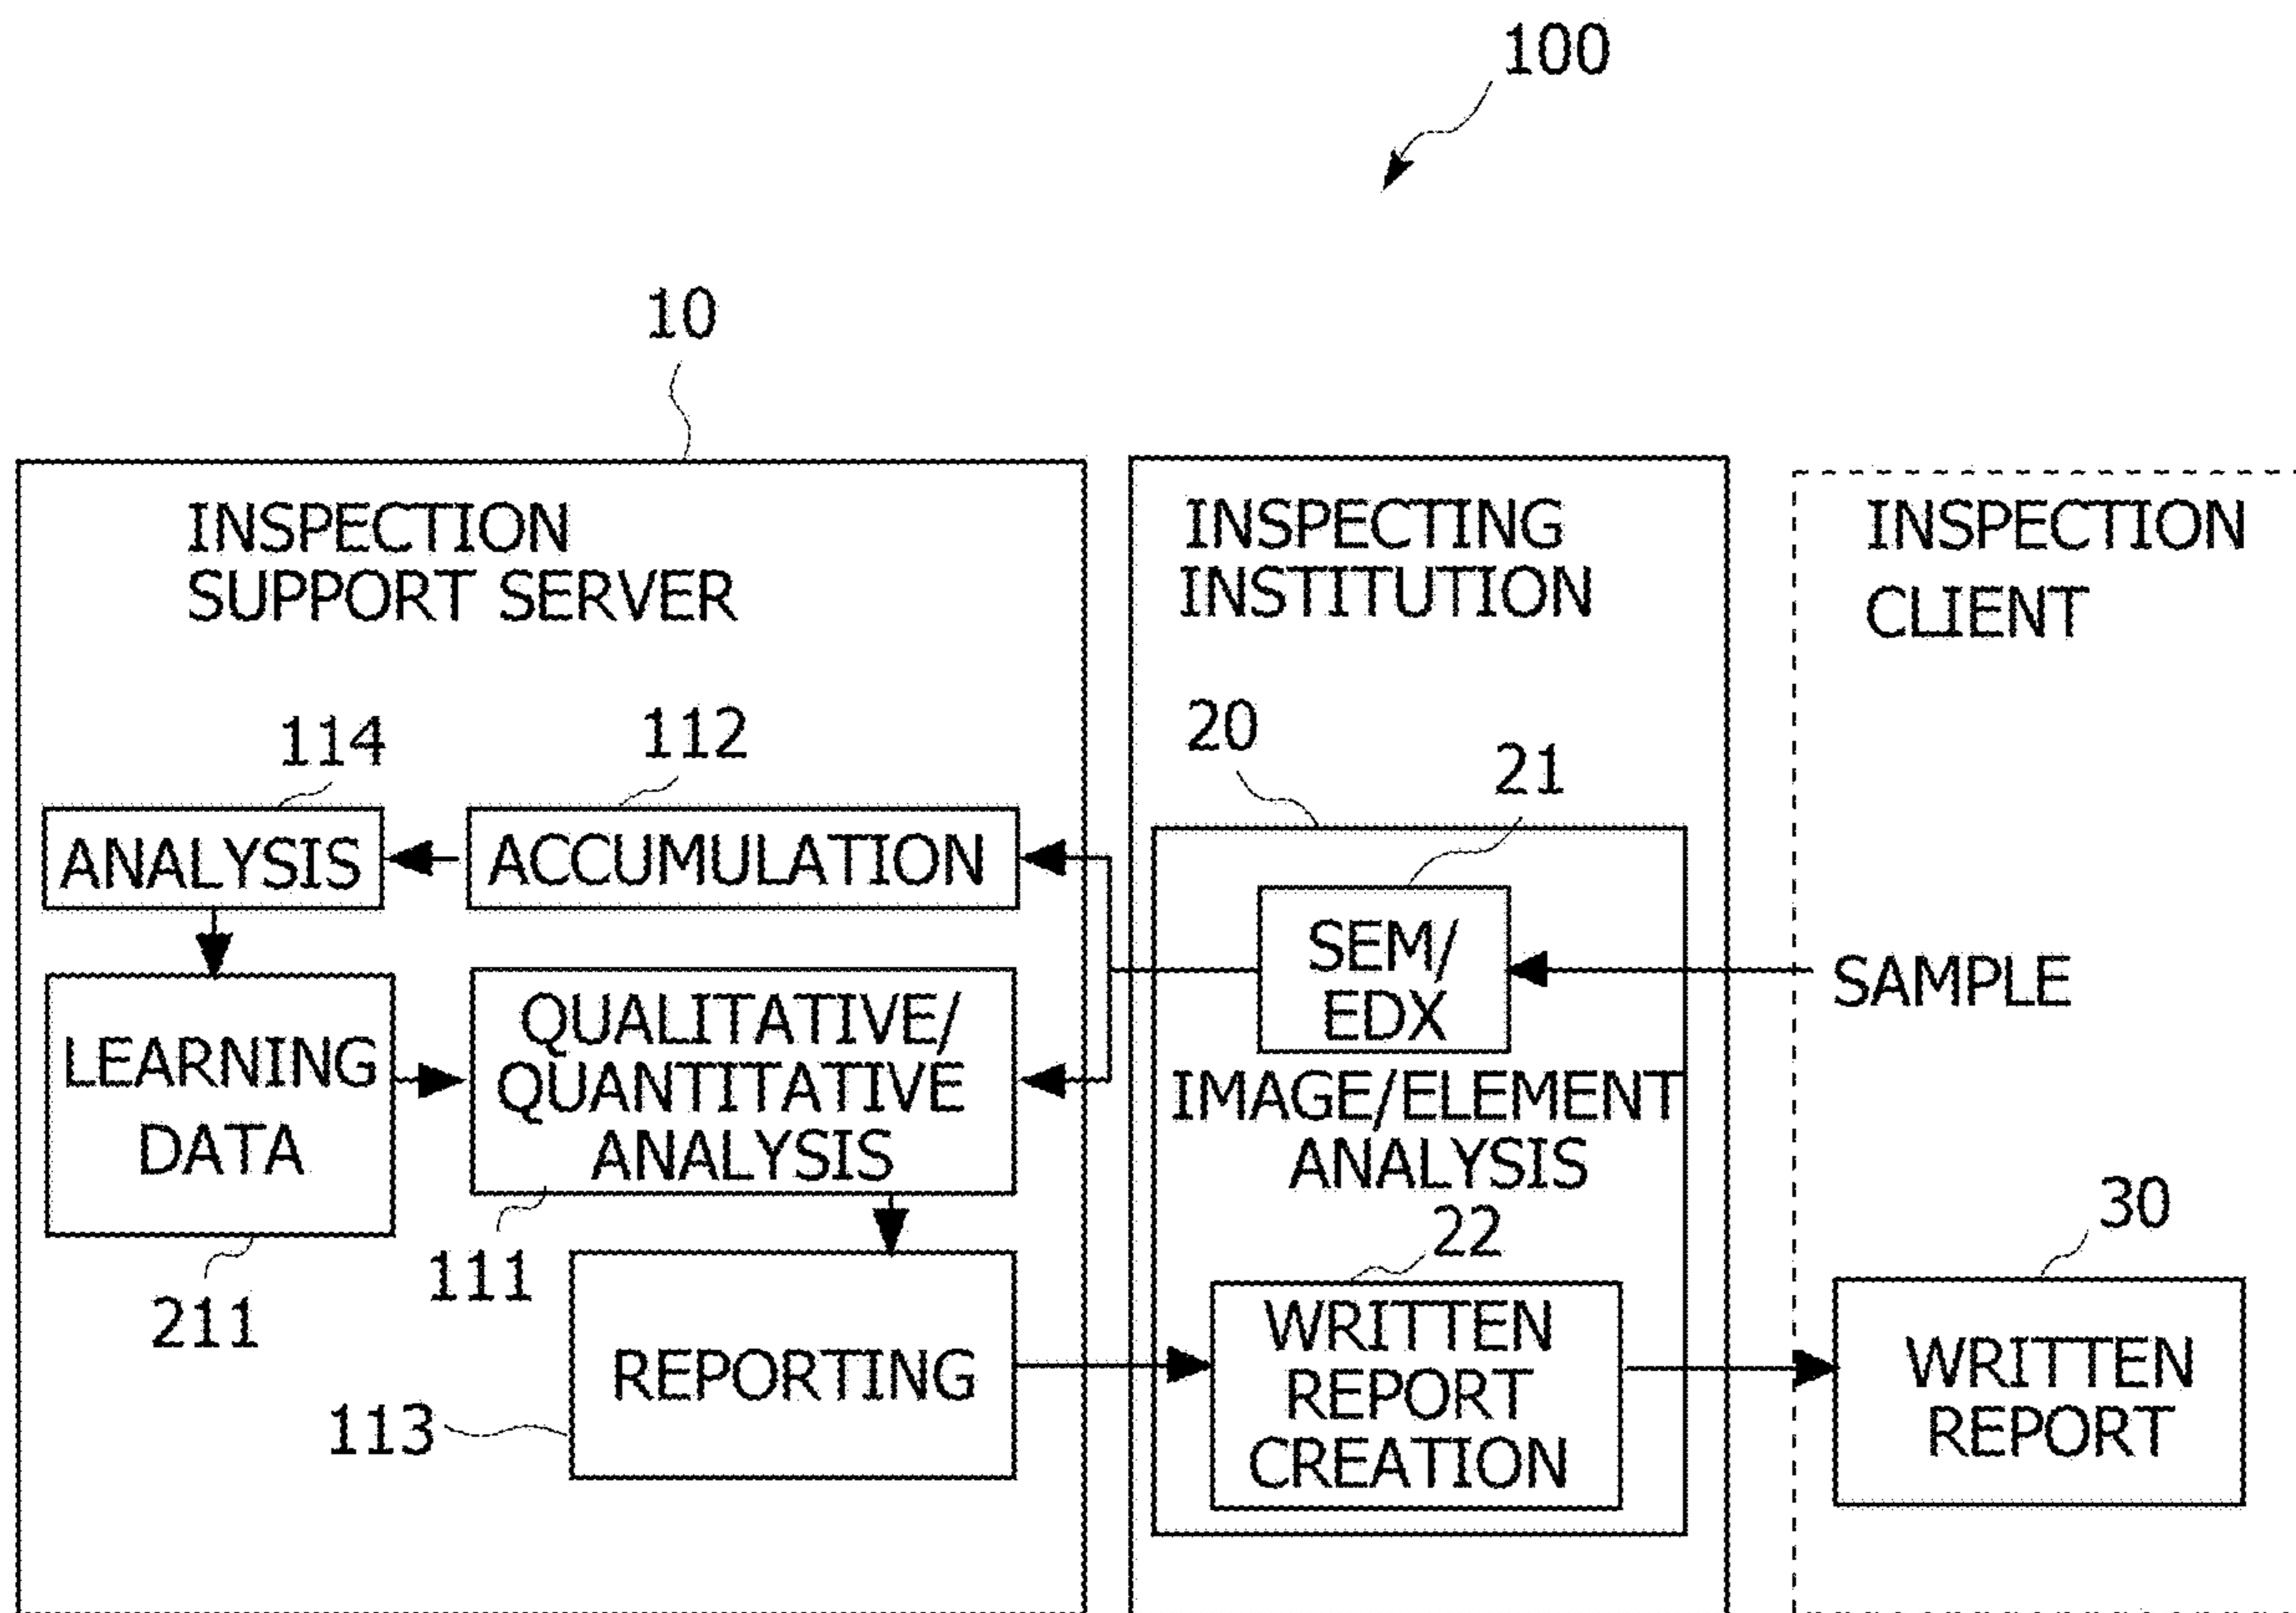 100
10
INSPECTION
SUPPORT SERVER
114
112
ANALYSIS
ACCUMULATION
LEARNING
DATA
QUALITATIVE/
QUANTITATIVE
ANALYSIS
211
111
REPORTING
113
INSPECTING
INSTITUTION
20
21
SEM/
EDX
IMAGE/ELEMENT
ANALYSIS
22
WRITTEN
REPORT
CREATION
INSPECTION
CLIENT
SAMPLE
30
WRITTEN
REPORT